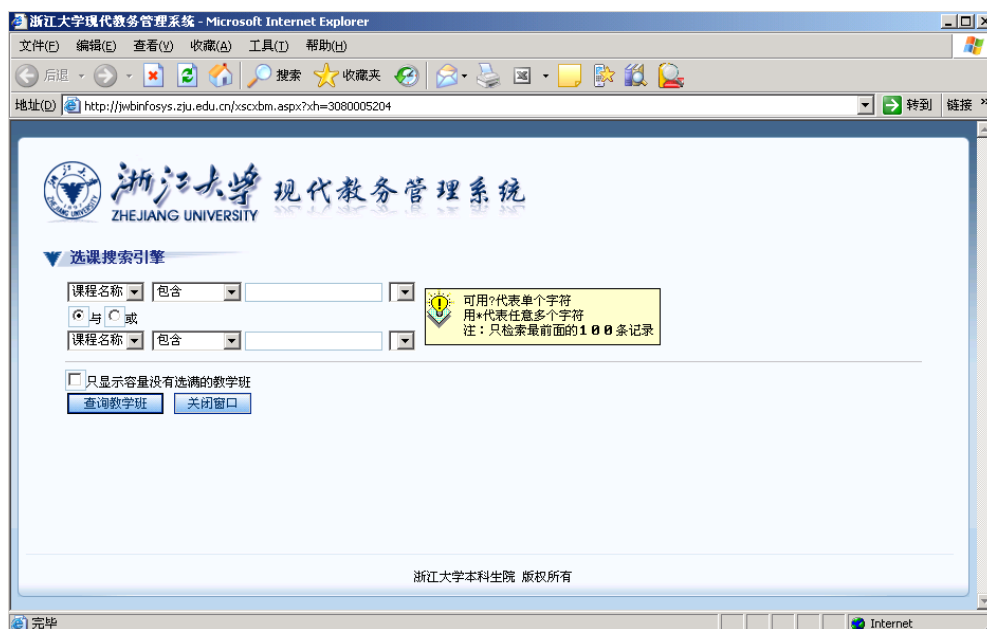 浙江大学现代教务管理系统 - Microsoft Internet Explorer
文件(F) 编辑(E) 查看(V) 收藏(A) 工具(T) 帮助(H)
后退 搜索 收藏夹
地址(D) http://jwbinfosys.zju.edu.cn/xscxbm.aspx?xh=3080005204 转到 链接 »
浙江大学 现代教务管理系统
ZHEJIANG UNIVERSITY
选课搜索引擎
课程名称 包含
可用?代表单个字符
与 或
用*代表任意多个字符
注：只检索最前面的100条记录
课程名称 包含
只显示容量没有选满的教学班
查询教学班 关闭窗口
浙江大学本科生院 版权所有
完毕 Internet